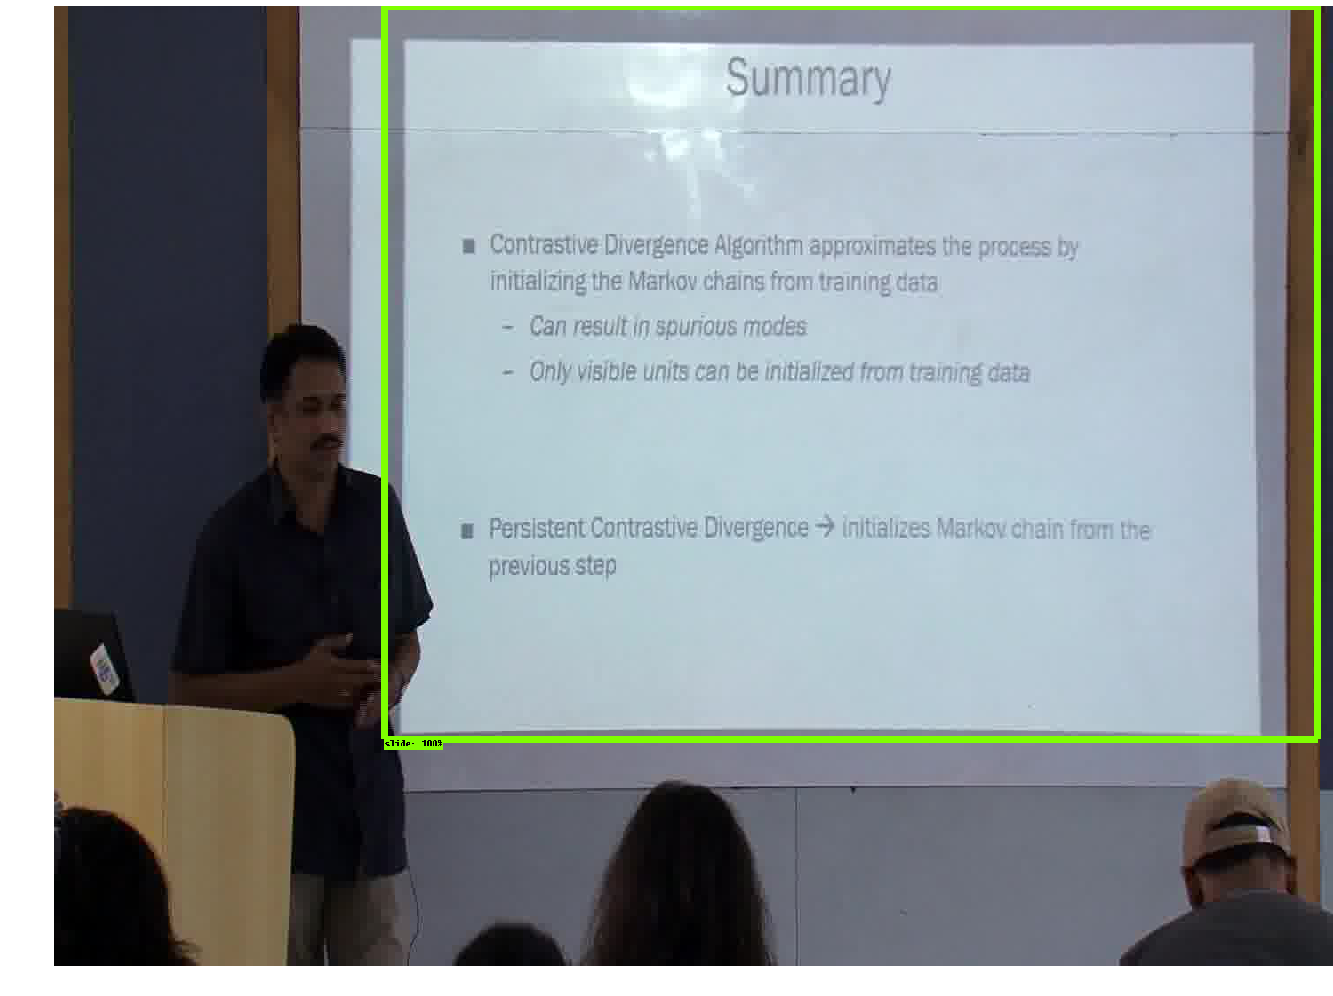 Summary
■ Contrastive Divergence Algorithm approximates the process by
initializing the Markov chains from training data
– Can result in spurious modes
– Only visible units can be initialized from training data
■ Persistent Contrastive Divergence → initializes Markov chain from the
previous step
slide: 100%